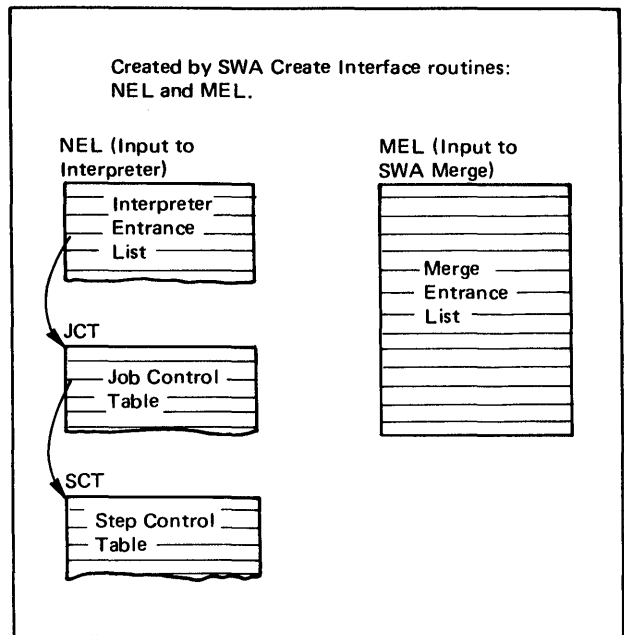 Created by SWA Create Interface routines:
NEL and MEL.
NEL (Input to
Interpreter)
Interpreter
Entrance
List
JCT
Job Control
Table
SCT
Step Control
Table
MEL (Input to
SWA Merge)
Merge
Entrance
List